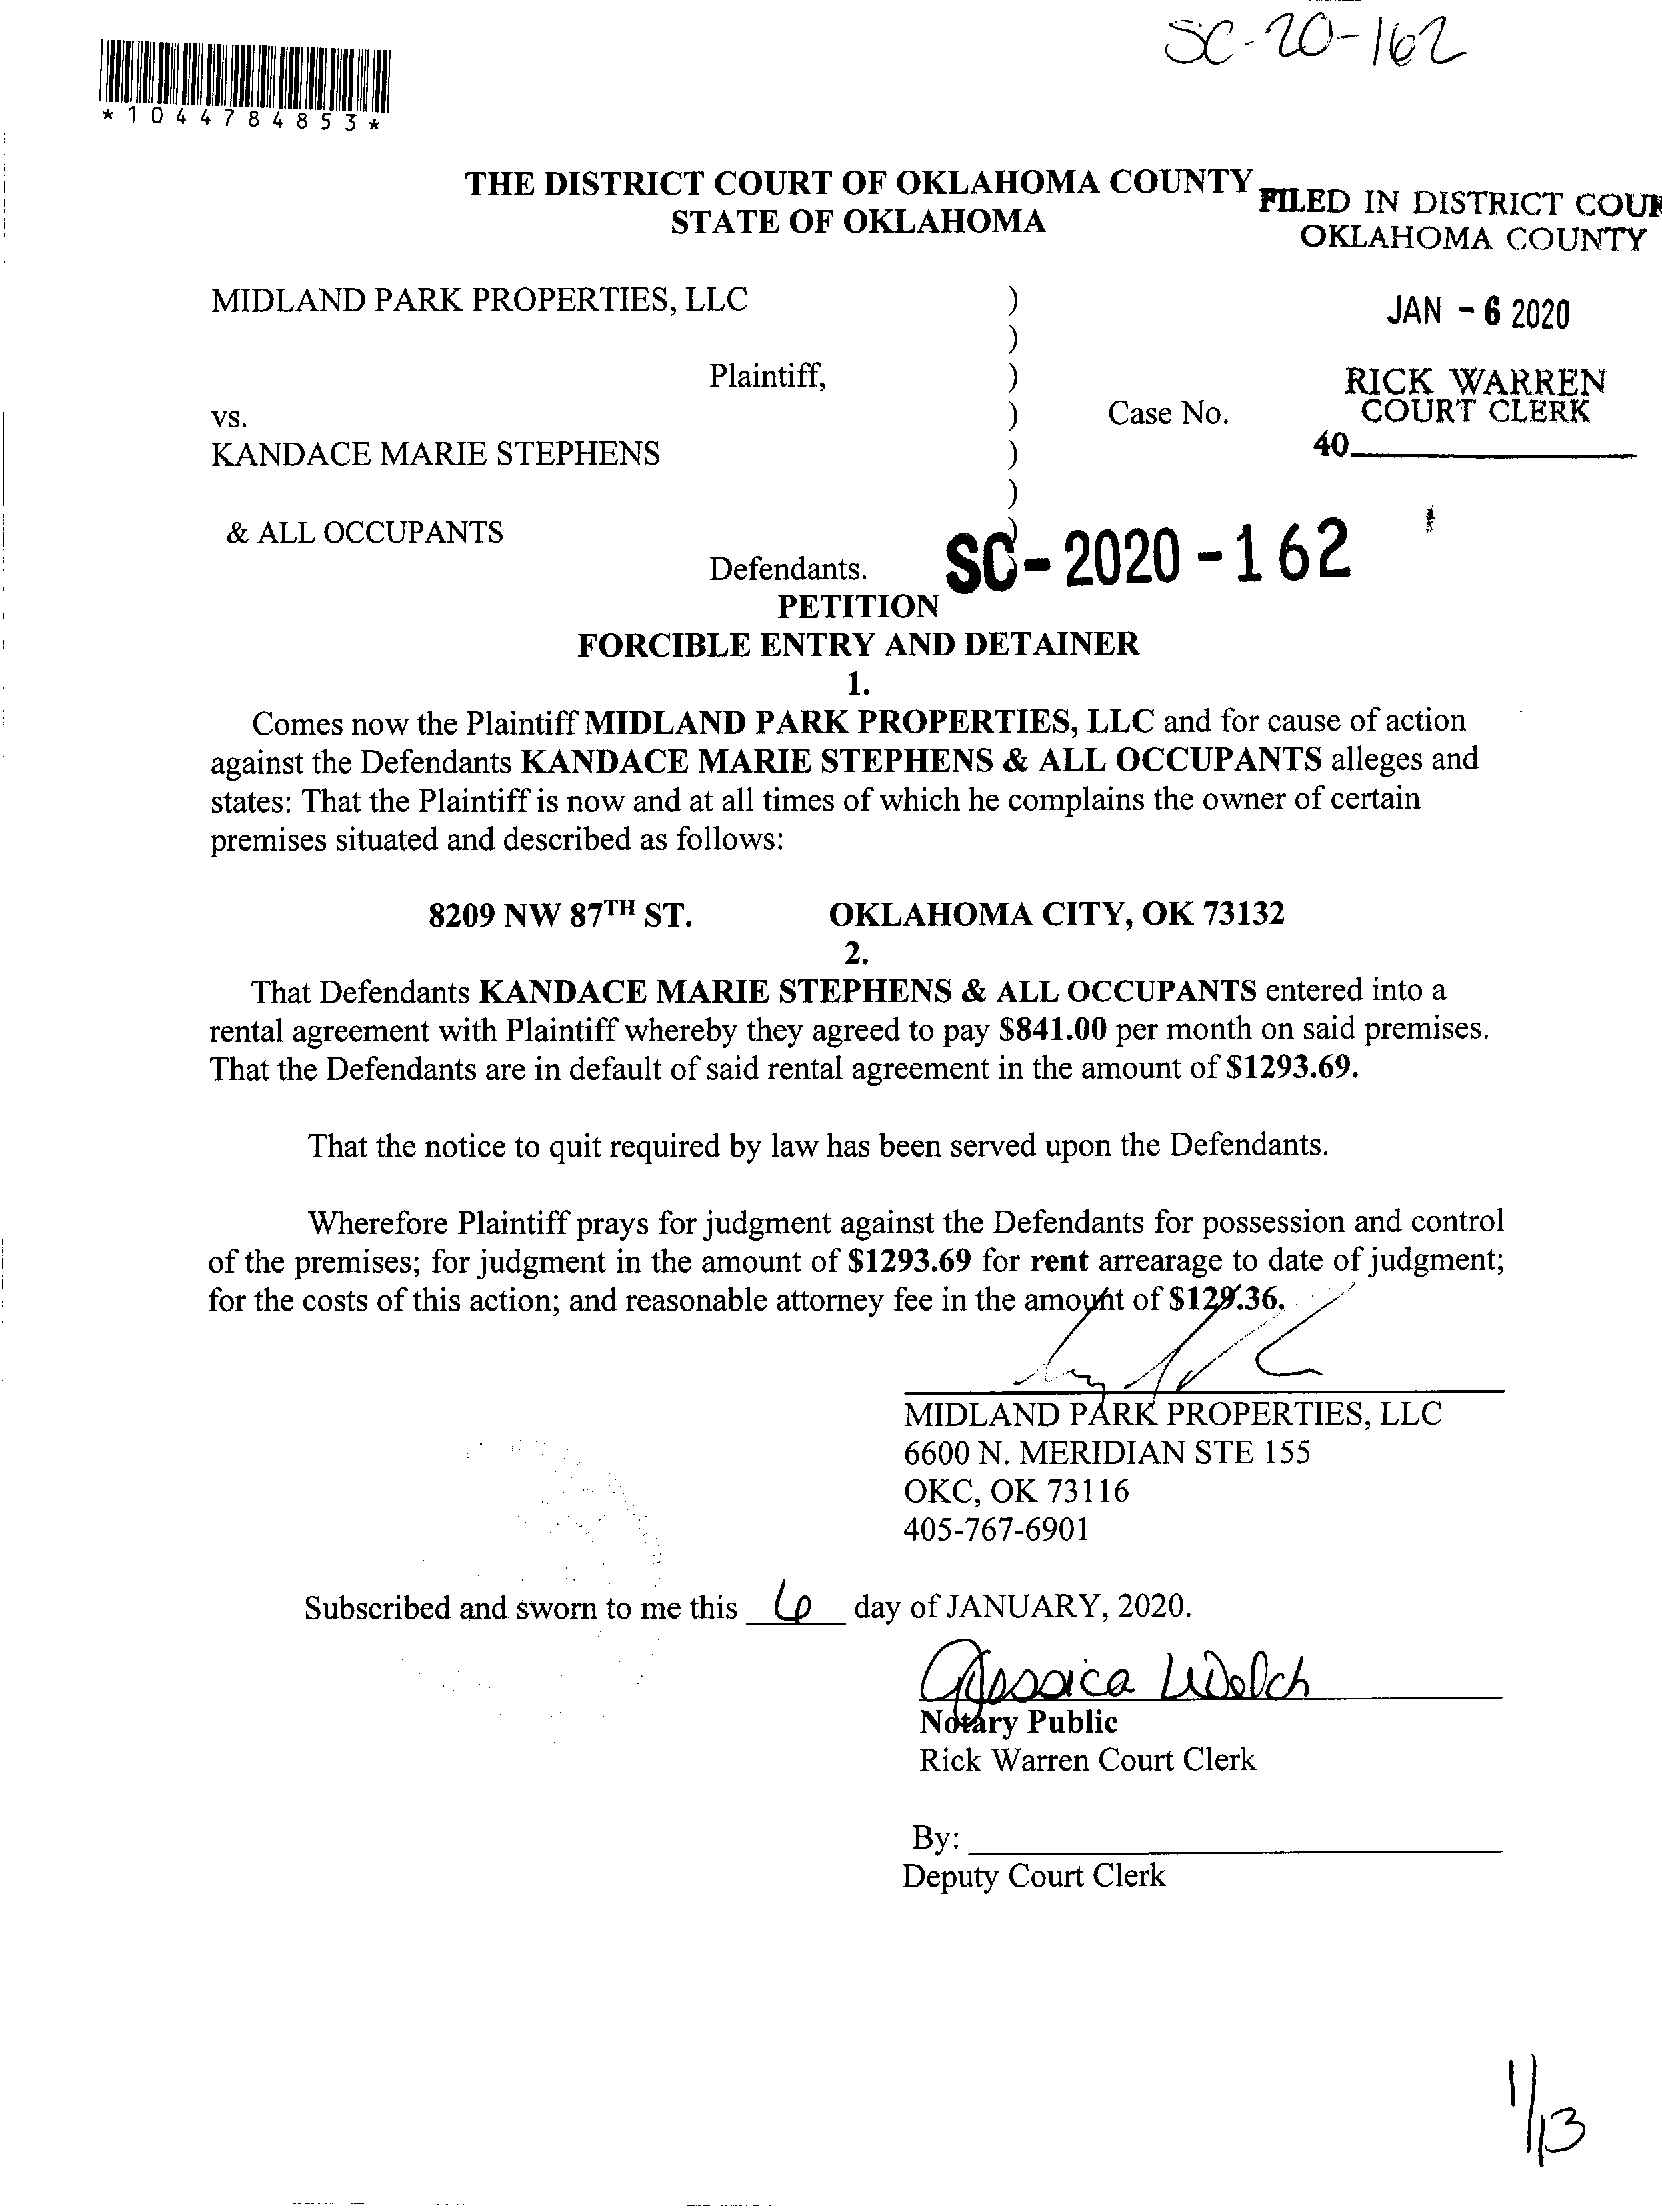 SC-20-162
*1044784853*
THE DISTRICT COURT OF OKLAHOMA COUNTY
STATE OF OKLAHOMA
FILED IN DISTRICT COUR
OKLAHOMA COUNTY
JAN - 6 2020
RICK WARREN
COURT CLERK
40
MIDLAND PARK PROPERTIES, LLC )
)
Plaintiff, )
vs. ) Case No.
KANDACE MARIE STEPHENS )
)
& ALL OCCUPANTS )
Defendants.
SC-2020-162
PETITION
FORCIBLE ENTRY AND DETAINER
1.
Comes now the Plaintiff MIDLAND PARK PROPERTIES, LLC and for cause of action
against the Defendants KANDACE MARIE STEPHENS & ALL OCCUPANTS alleges and
states: That the Plaintiff is now and at all times of which he complains the owner of certain
premises situated and described as follows:
8209 NW 87TH ST. OKLAHOMA CITY, OK 73132
2.
That Defendants KANDACE MARIE STEPHENS & ALL OCCUPANTS entered into a
rental agreement with Plaintiff whereby they agreed to pay $841.00 per month on said premises.
That the Defendants are in default of said rental agreement in the amount of $1293.69.
That the notice to quit required by law has been served upon the Defendants.
Wherefore Plaintiff prays for judgment against the Defendants for possession and control
of the premises; for judgment in the amount of $1293.69 for rent arrearage to date of judgment;
for the costs of this action; and reasonable attorney fee in the amount of $129.36.
MIDLAND PARK PROPERTIES, LLC
6600 N. MERIDIAN STE 155
OKC, OK 73116
405-767-6901
Subscribed and sworn to me this 6 day of JANUARY, 2020.
Jessica Welch
Notary Public
Rick Warren Court Clerk
By:
Deputy Court Clerk
1/13